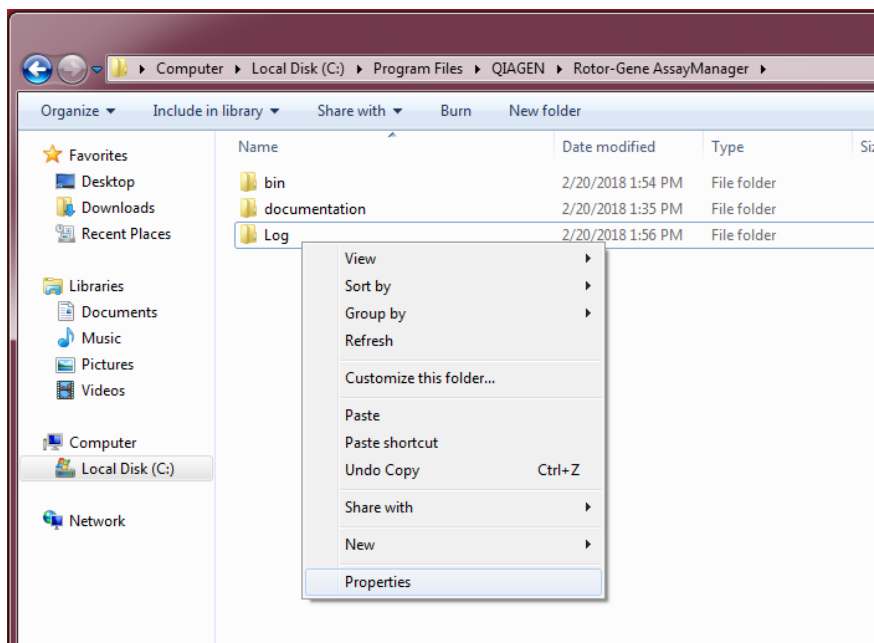 Computer Local Disk (C:) Program Files QIAGEN Rotor-Gene AssayManager
Organize Include in library Share with Burn New folder
Favorites
Desktop
Downloads
Recent Places
Libraries
Documents
Music
Pictures
Videos
Computer
Local Disk (C:)
Network
Name Date modified Type Siz
bin 2/20/2018 1:54 PM File folder
documentation 2/20/2018 1:35 PM File folder
Log 2/20/2018 1:56 PM File folder
View
Sort by
Group by
Refresh
Customize this folder...
Paste
Paste shortcut
Undo Copy Ctrl+Z
Share with
New
Properties